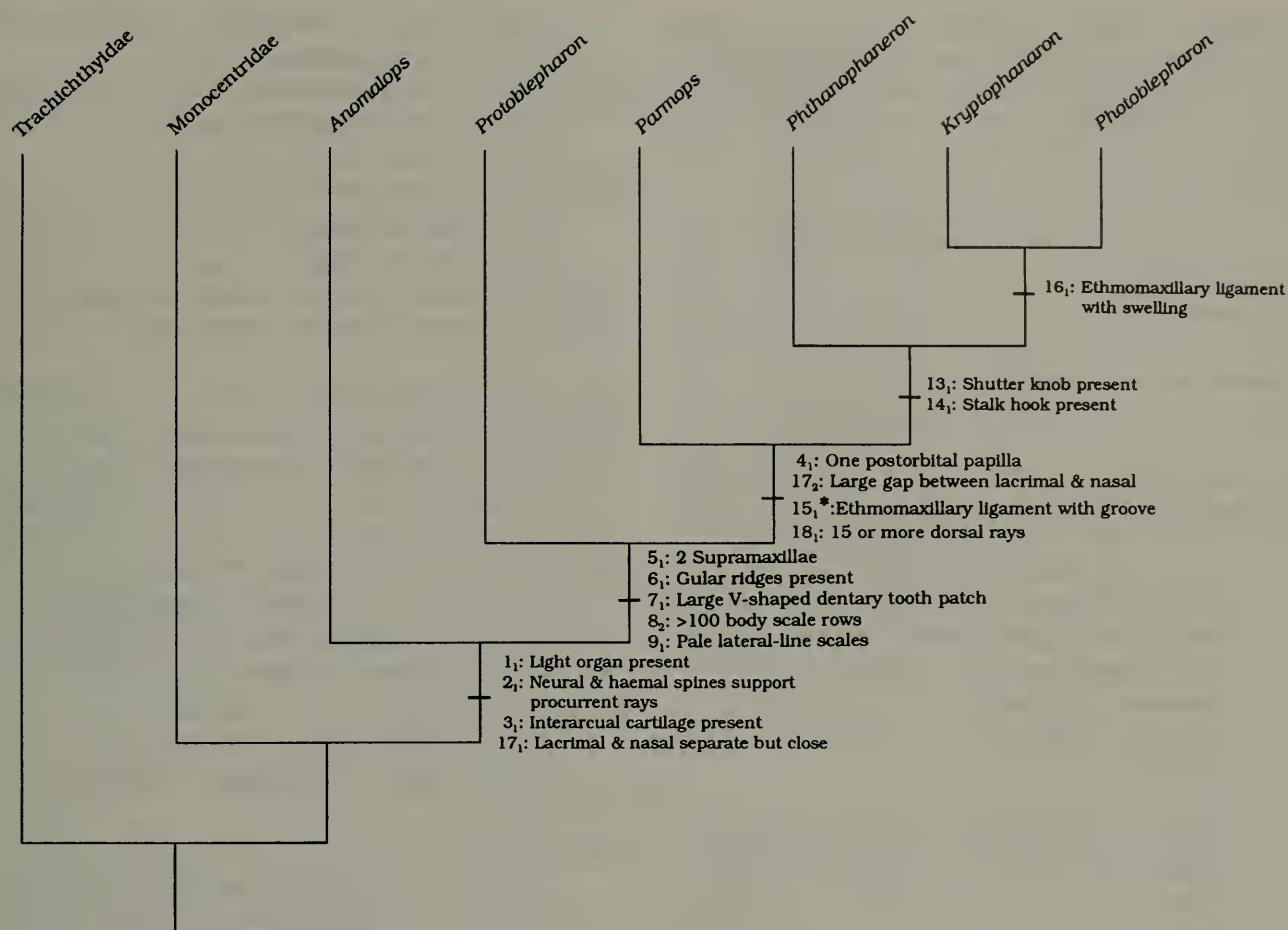 Trachichthyidae
Monocentridae
Anomalops
Protoblepharon
Parmops
Phthanophaneron
Kryptophanaron
Photoblepharon
16₁: Ethmomaxillary ligament
with swelling
13₁: Shutter knob present
14₁: Stalk hook present
4₁: One postorbital papilla
17₂: Large gap between lacrimal & nasal
15₁*:Ethmomaxillary ligament with groove
18₁: 15 or more dorsal rays
5₁: 2 Supramaxillae
6₁: Gular ridges present
7₁: Large V-shaped dentary tooth patch
8₂: >100 body scale rows
9₁: Pale lateral-line scales
1₁: Light organ present
2₁: Neural & haemal spines support
procurrent rays
3₁: Interarcual cartilage present
17₁: Lacrimal & nasal separate but close